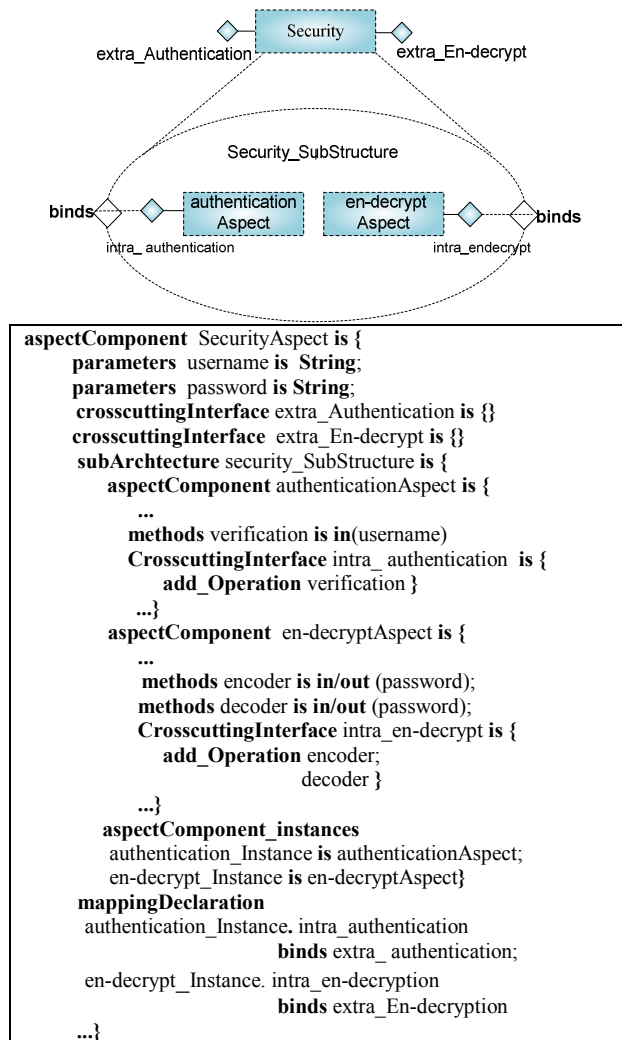 Security
extra_Authentication
extra_En-decrypt
Security_SubStructure
binds
authentication
Aspect
en-decrypt
Aspect
binds
intra_ authentication
intra_endecrypt
aspectComponent SecurityAspect is {
parameters username is String;
parameters password is String;
crosscuttingInterface extra_Authentication is {}
crosscuttingInterface extra_En-decrypt is {}
subArchtecture security_SubStructure is {
aspectComponent authenticationAspect is {
...
methods verification is in(username)
CrosscuttingInterface intra_ authentication is {
add_Operation verification }
...}
aspectComponent en-decryptAspect is {
...
methods encoder is in/out (password);
methods decoder is in/out (password);
CrosscuttingInterface intra_en-decrypt is {
add_Operation encoder;
decoder }
...}
aspectComponent_instances
authentication_Instance is authenticationAspect;
en-decrypt_Instance is en-decryptAspect}
mappingDeclaration
authentication_Instance. intra_authentication
binds extra_ authentication;
en-decrypt_Instance. intra_en-decryption
binds extra_En-decryption
...}